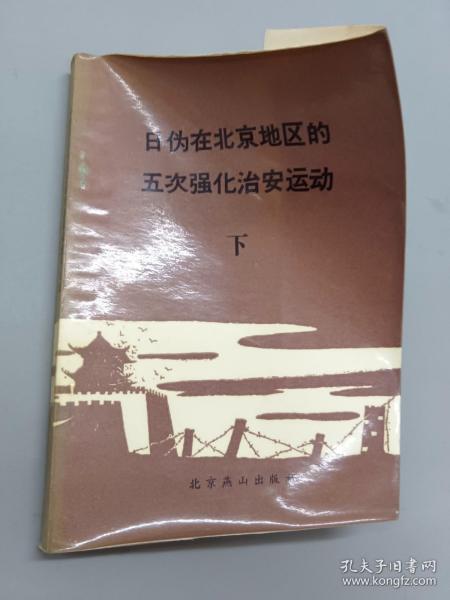 日伪在北京地区的
五次强化治安运动
下
北京燕山出版
孔夫子旧书网
www.kongfz.com